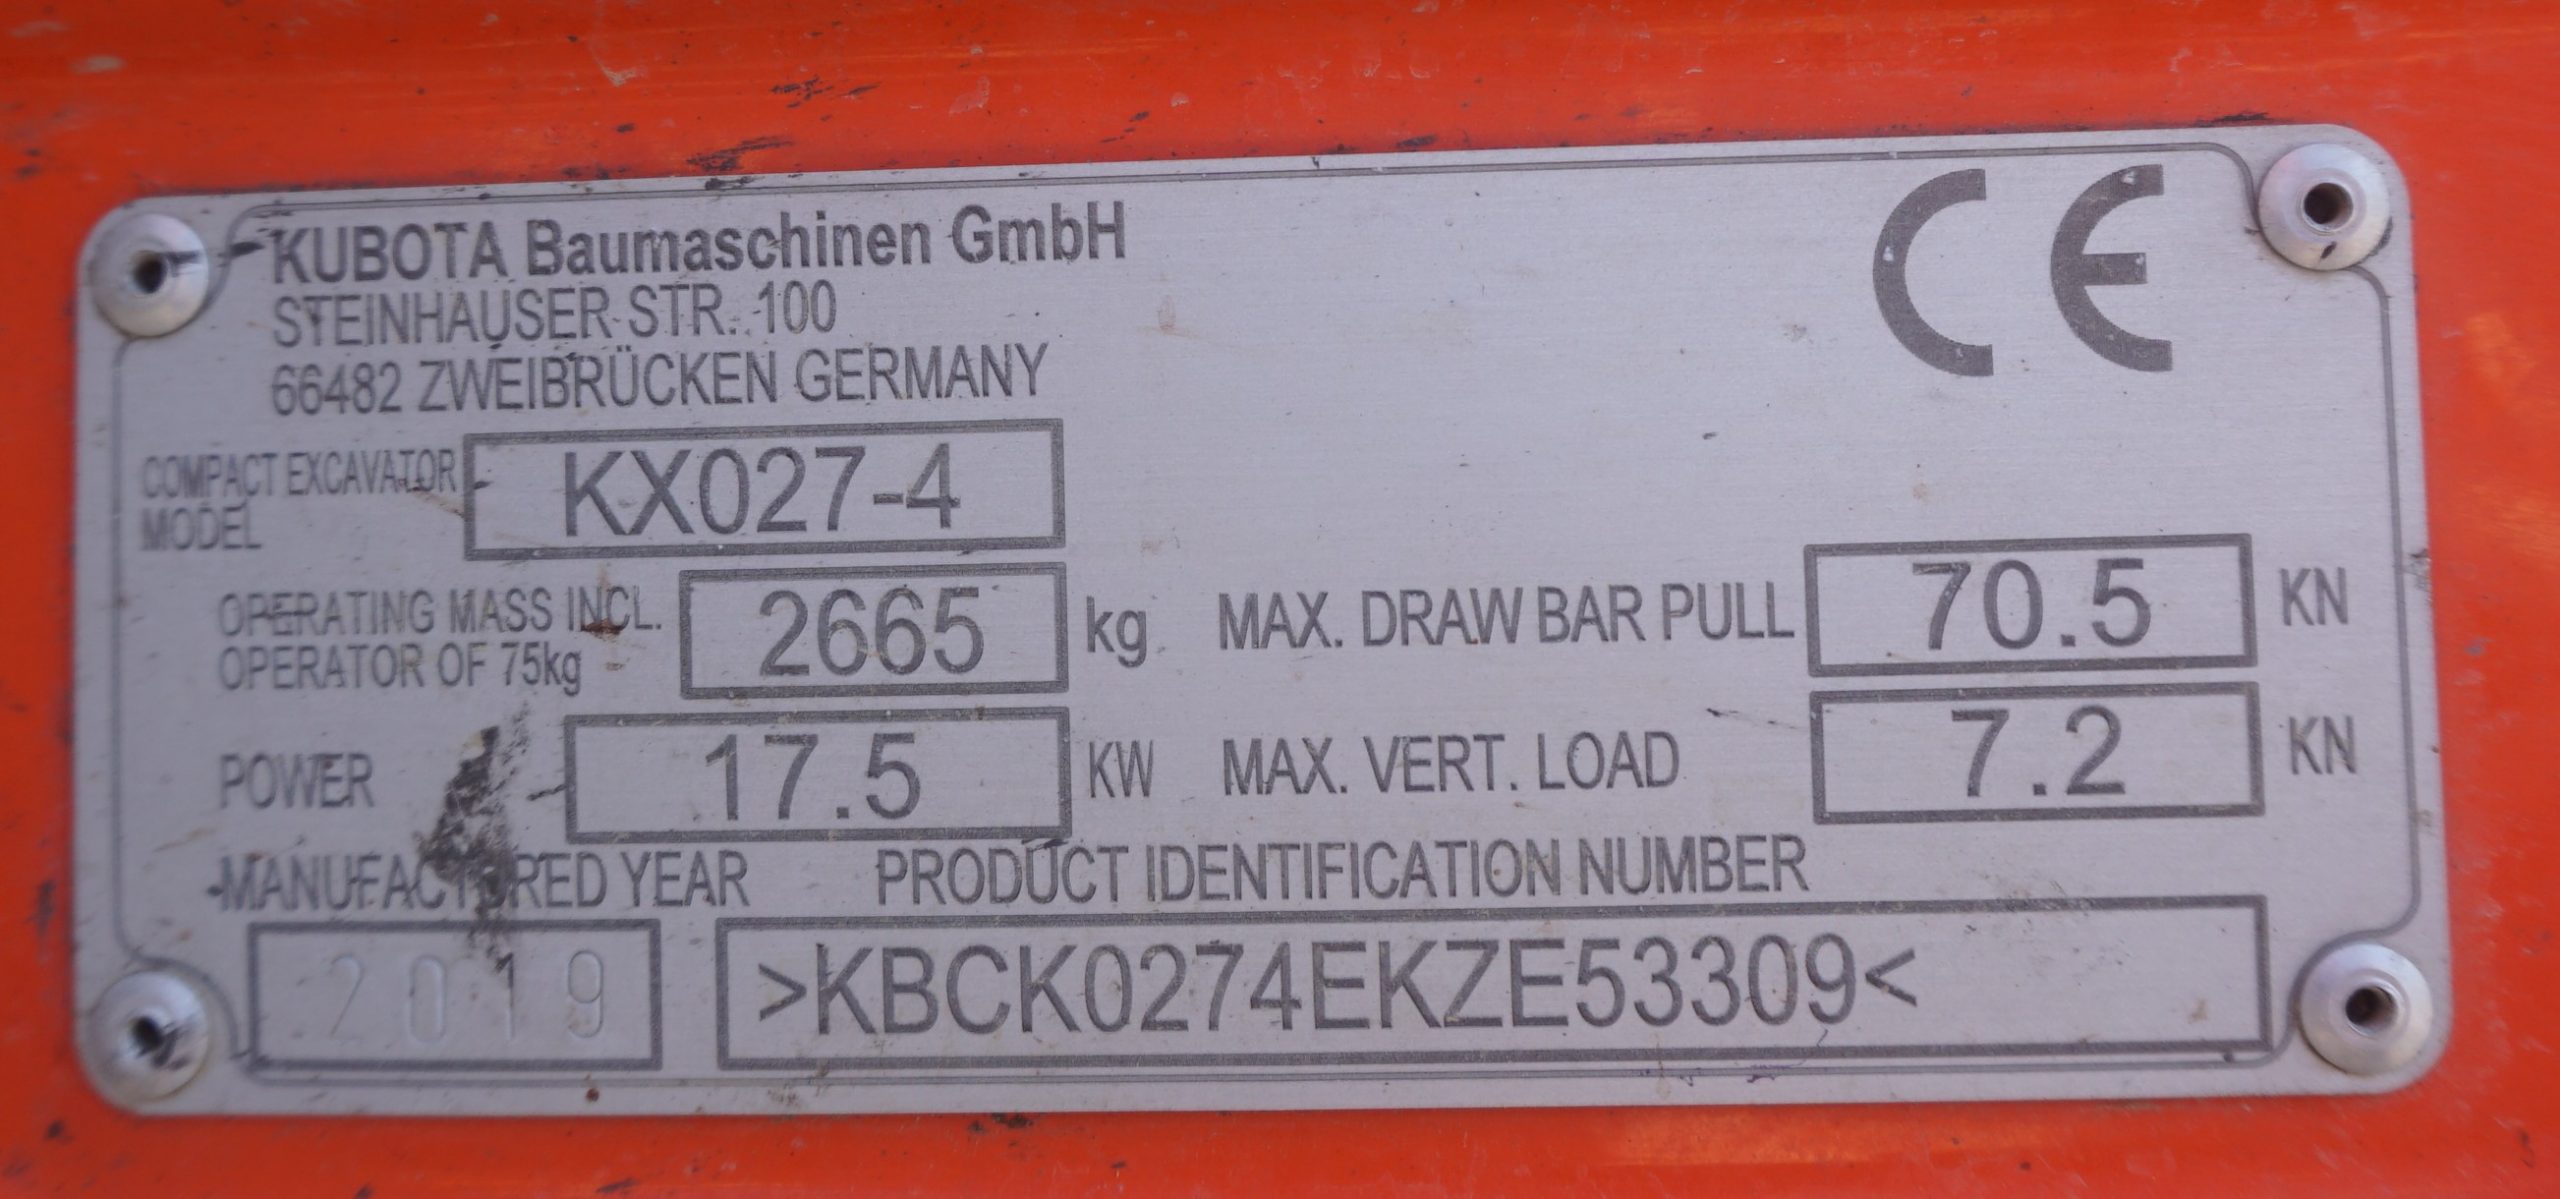 KUBOTA Baumaschinen GmbH
STEINHAUSER STR. 100
66482 ZWEIBRÜCKEN GERMANY
CE
COMPACT EXCAVATOR
MODEL
KX027-4
OPERATING MASS INCL.
OPERATOR OF 75kg
2665 kg
MAX. DRAW BAR PULL 70.5 KN
POWER 17.5 KW
MAX. VERT. LOAD 7.2 KN
MANUFACTURED YEAR
PRODUCT IDENTIFICATION NUMBER
2019
>KBCK0274EKZE53309<